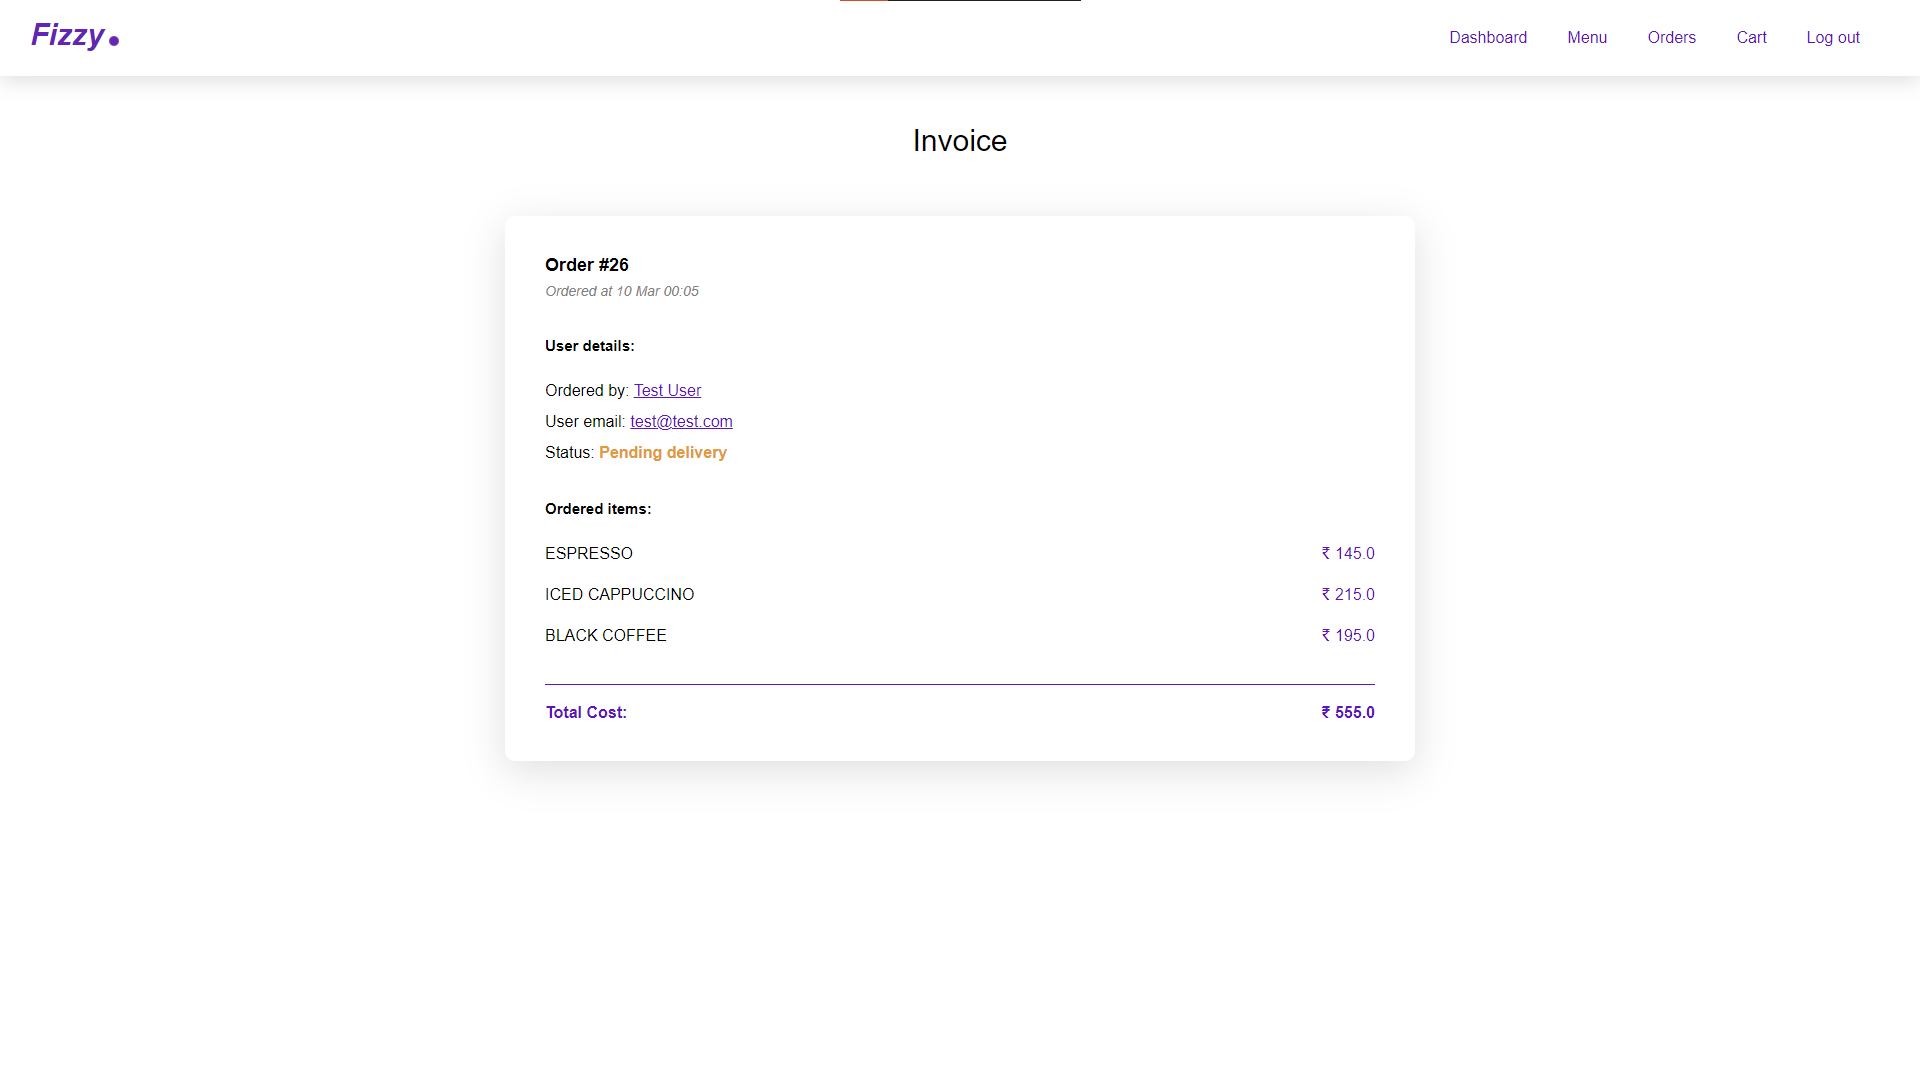 Fizzy
Dashboard Menu Orders Cart Log out
Invoice
Order #26
Ordered at 10 Mar 00:05
User details:
Ordered by: Test User
User email: test@test.com
Status: Pending delivery
Ordered items:
ESPRESSO ₹ 145.0
ICED CAPPUCCINO ₹ 215.0
BLACK COFFEE ₹ 195.0
Total Cost: ₹ 555.0